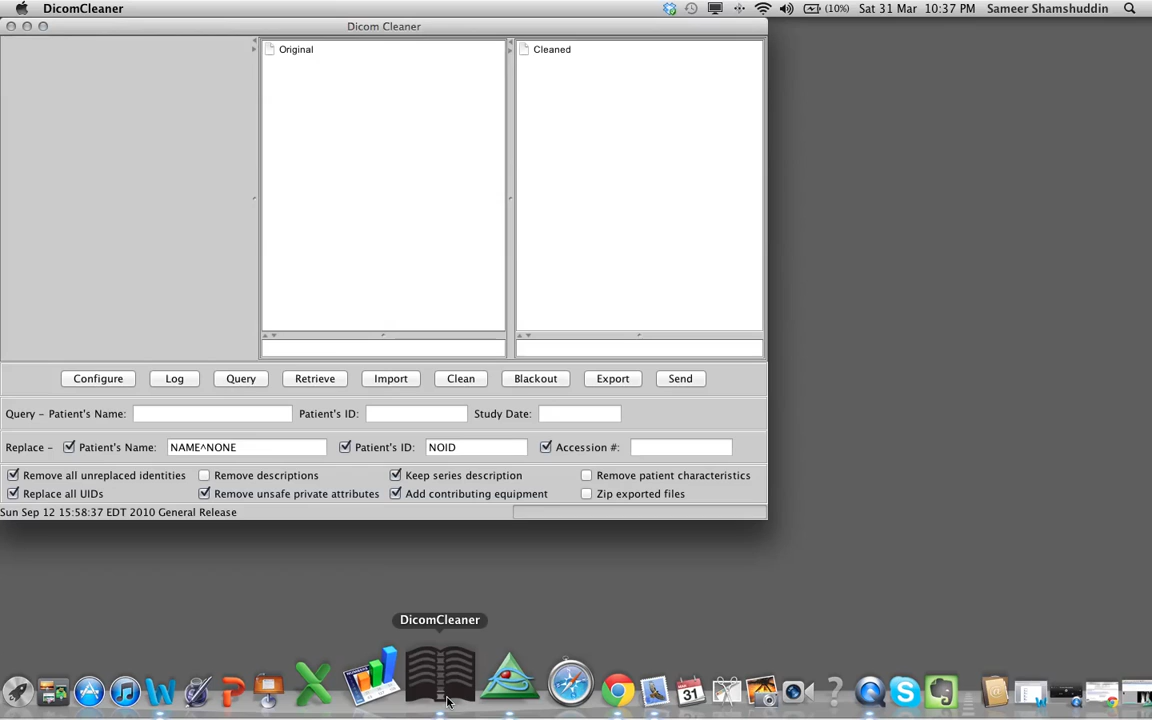 DicomCleaner (10%) Sat 31 Mar 10:37 PM Sameer Shamshuddin
Dicom Cleaner
Original
Cleaned
Configure Log Query Retrieve Import Clean Blackout Export Send
Query – Patient's Name: Patient's ID: Study Date:
Replace – Patient's Name: NAME^NONE Patient's ID: NOID Accession #:
Remove all unreplaced identities Remove descriptions Keep series description Remove patient characteristics
Replace all UIDs Remove unsafe private attributes Add contributing equipment Zip exported files
Sun Sep 12 15:58:37 EDT 2010 General Release
DicomCleaner
31